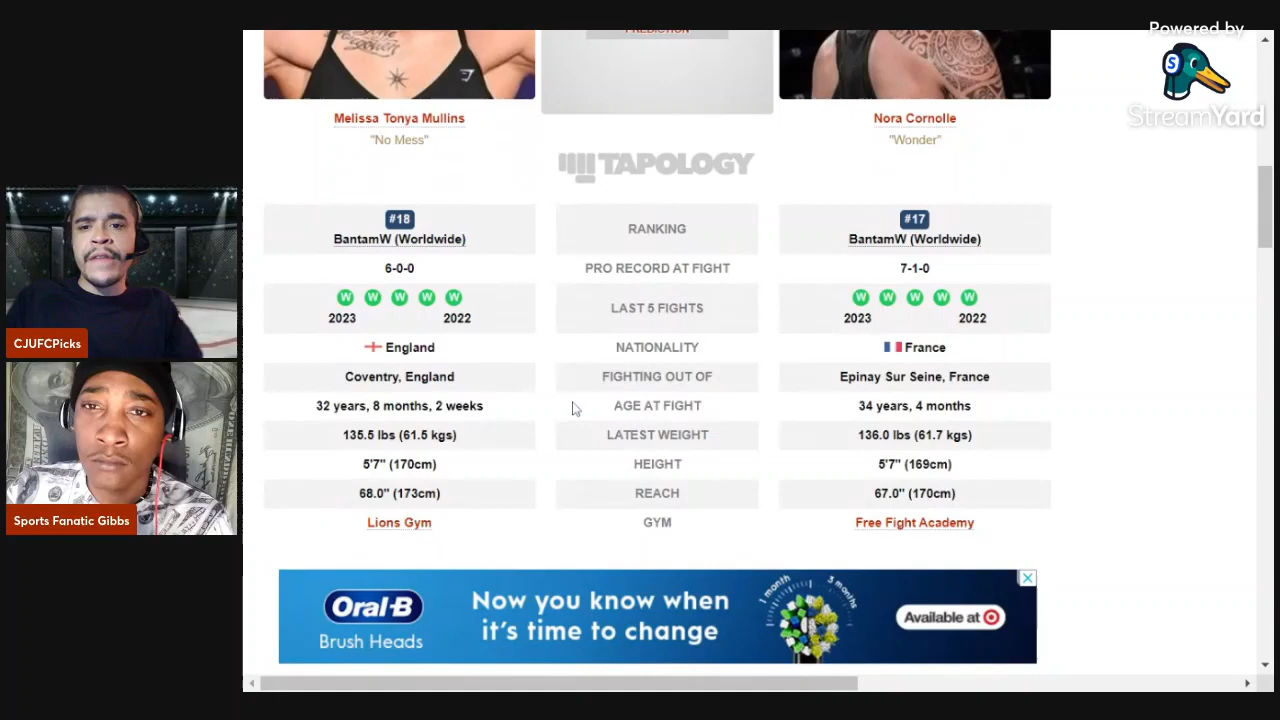 Powered by
StreamYard
PREDICTION
Melissa Tonya Mullins
"No Mess"
Nora Cornolle
"Wonder"
TAPOLOGY
#18
BantamW (Worldwide)
RANKING
#17
BantamW (Worldwide)
6-0-0
PRO RECORD AT FIGHT
7-1-0
W W W W W
2023 2022
LAST 5 FIGHTS
W W W W W
2023 2022
England
NATIONALITY
France
Coventry, England
FIGHTING OUT OF
Epinay Sur Seine, France
32 years, 8 months, 2 weeks
AGE AT FIGHT
34 years, 4 months
135.5 lbs (61.5 kgs)
LATEST WEIGHT
136.0 lbs (61.7 kgs)
5'7" (170cm)
HEIGHT
5'7" (169cm)
68.0" (173cm)
REACH
67.0" (170cm)
Lions Gym
GYM
Free Fight Academy
CJUFCPicks
Sports Fanatic Gibbs
Oral-B
Brush Heads
Now you know when
it's time to change
1 month
3 months
Available at